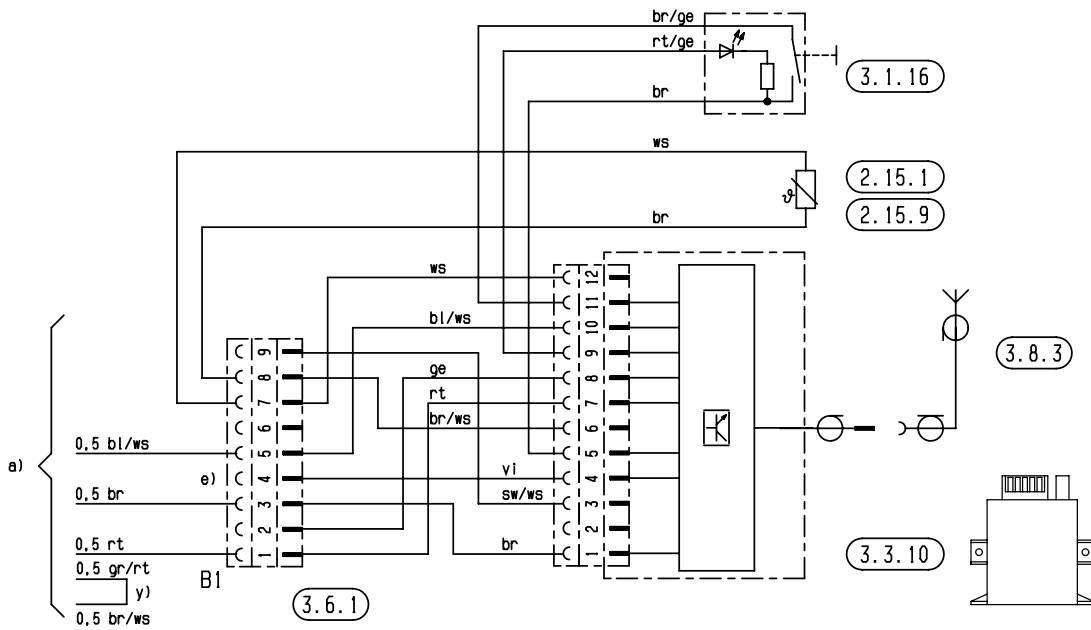 br/ge
rt/ge
3.1.16
br
ws
ϑ
2.15.1
2.15.9
br
ws
12
11
bl/ws
10
3.8.3
9
9
ge
8
8
rt
7
7
br/ws
6
6
0,5 bl/ws
5
5
a)
e)
vi
4
4
sw/ws
0,5 br
3
3
2
2
0,5 rt
br
1
1
3.3.10
0,5 gr/rt
B1
y)
3.6.1
0,5 br/ws